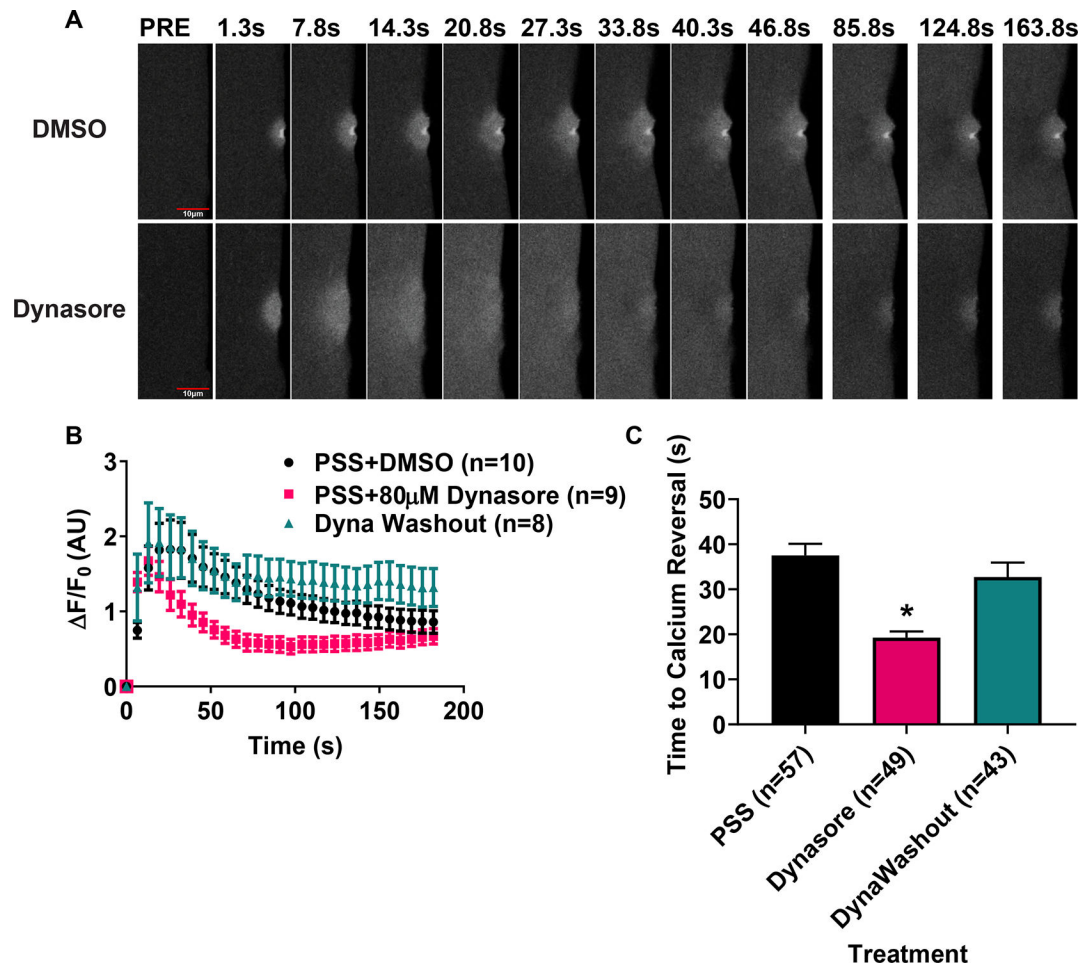 A
PRE 1.3s 7.8s 14.3s 20.8s 27.3s 33.8s 40.3s 46.8s 85.8s 124.8s 163.8s
DMSO
10µm
Dynasore
10µm
B
PSS+DMSO (n=10)
PSS+80µM Dynasore (n=9)
Dyna Washout (n=8)
ΔF/F0 (AU)
3
2
1
0
0 50 100 150 200
Time (s)
C
Time to Calcium Reversal (s)
50
40
30
20
10
0
*
PSS (n=57)
Dynasore (n=49)
DynaWashout (n=43)
Treatment